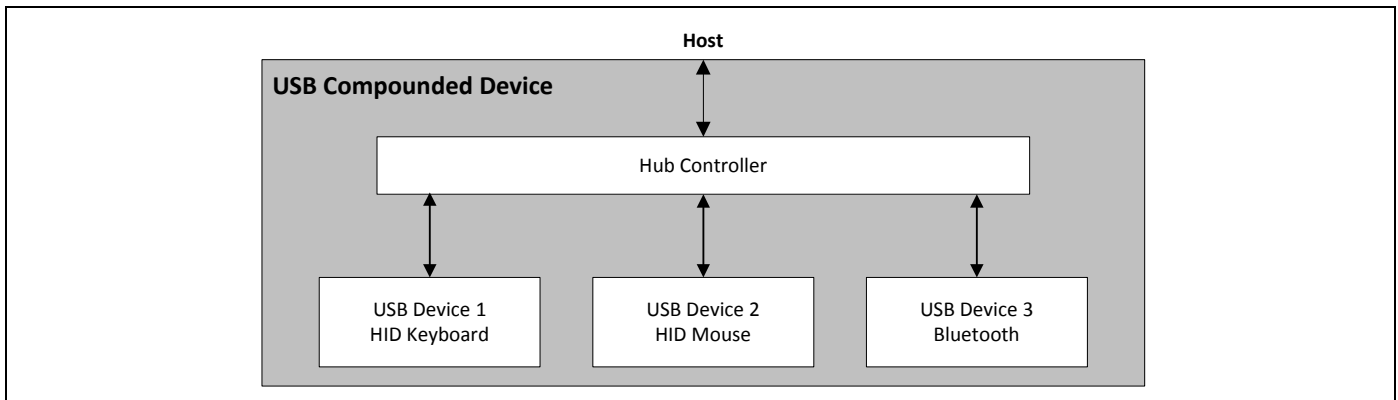 Host
USB Compounded Device
Hub Controller
USB Device 1
HID Keyboard
USB Device 2
HID Mouse
USB Device 3
Bluetooth